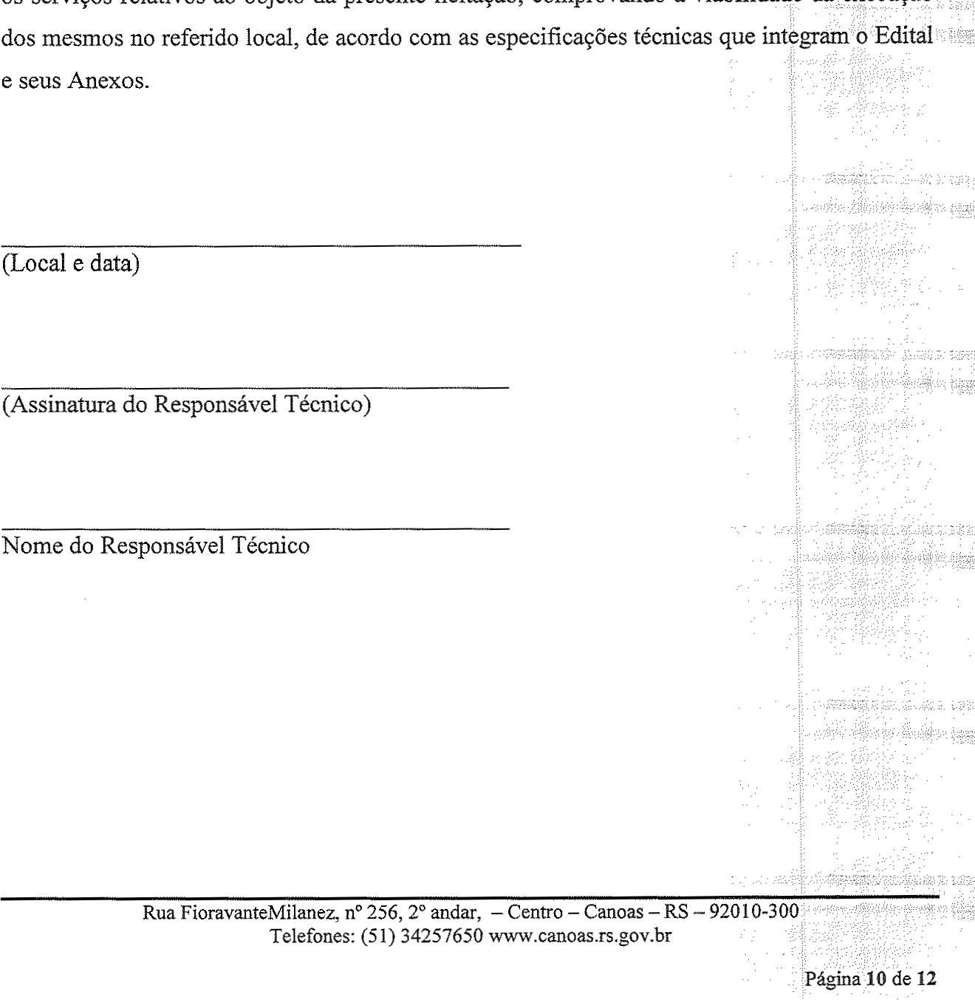 os serviços relativos ao objeto da presente licitação, comprovando a viabilidade da execução
dos mesmos no referido local, de acordo com as especificações técnicas que integram o Edital
e seus Anexos.
(Local e data)
(Assinatura do Responsável Técnico)
Nome do Responsável Técnico
Rua FioravanteMilanez, nº 256, 2º andar, – Centro – Canoas – RS – 92010-300
Telefones: (51) 34257650 www.canoas.rs.gov.br
Página 10 de 12